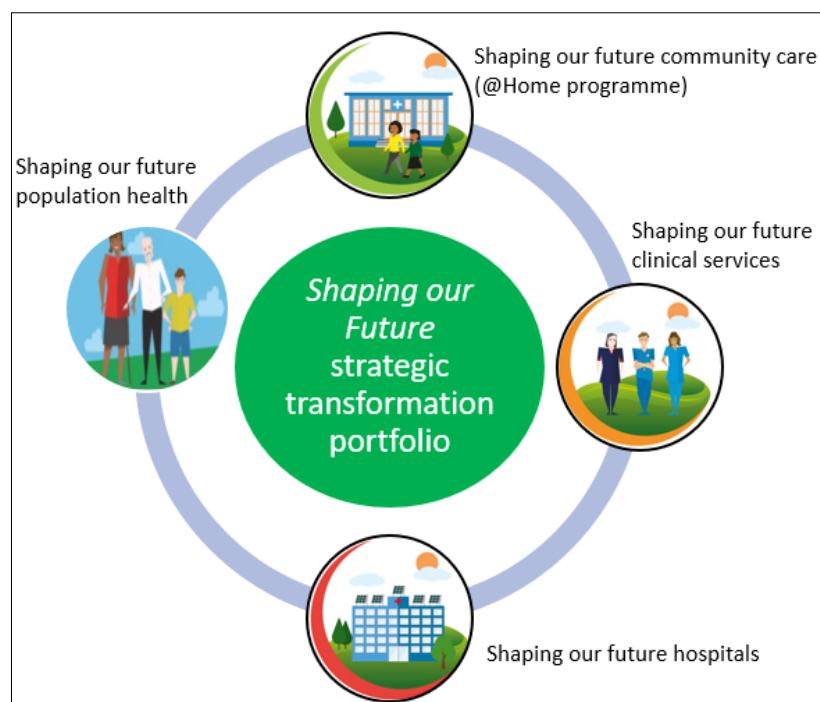 Shaping our future community care
(@Home programme)
Shaping our future
population health
Shaping our future
clinical services
Shaping our
Future
strategic
transformation
portfolio
Shaping our future hospitals